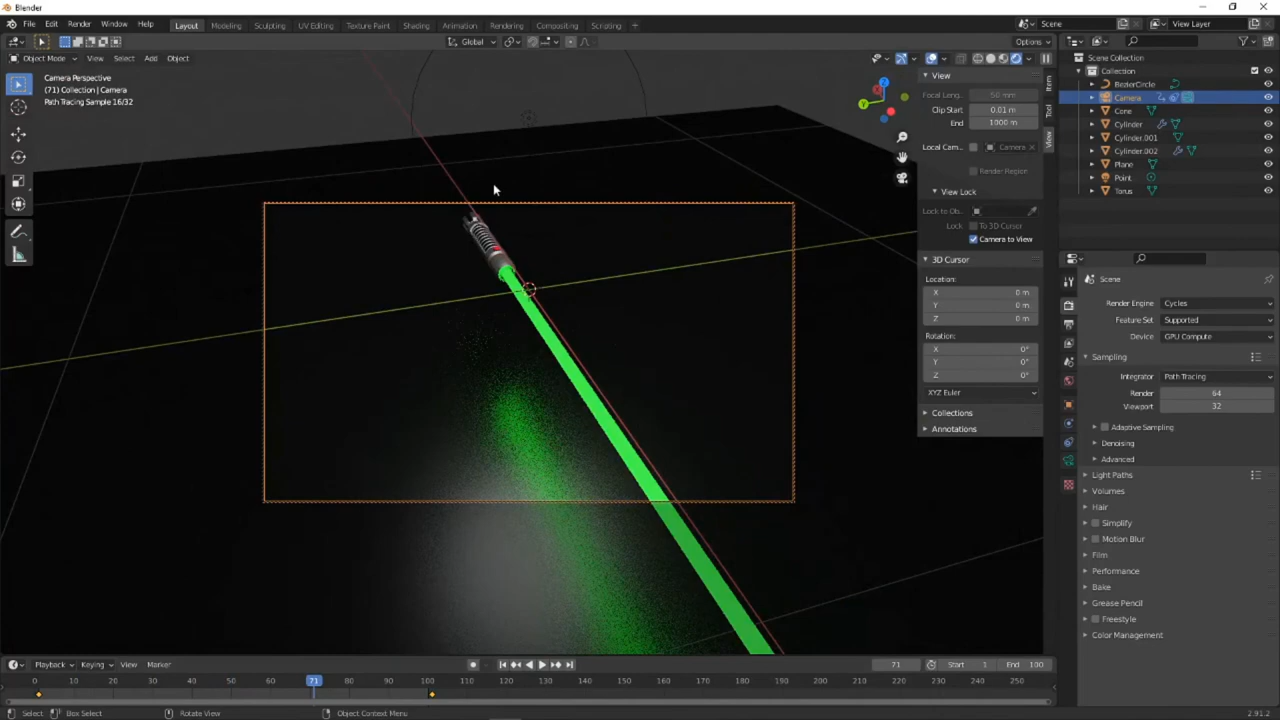 Blender
File Edit Render Window Help Layout Modeling Sculpting UV Editing Texture Paint Shading Animation Rendering Compositing Scripting + Scene View Layer
Global Options
Object Mode View Select Add Object
Camera Perspective
(71) Collection | Camera
Path Tracing Sample 16/32
View
Focal Leng.. 50 mm
Clip Start 0.01 m
End 1000 m
Local Cam.. Camera
Render Region
View Lock
Lock to Ob..
Lock To 3D Cursor
Camera to View
3D Cursor
Location:
X 0 m
Y 0 m
Z 0 m
Rotation:
X 0°
Y 0°
Z 0°
XYZ Euler
Collections
Annotations
Item
Tool
View
Scene Collection
Collection
BezierCircle
Camera
Cone
Cylinder
Cylinder.001
Cylinder.002
Plane
Point
Torus
Scene
Render Engine Cycles
Feature Set Supported
Device GPU Compute
Sampling
Integrator Path Tracing
Render 64
Viewport 32
Adaptive Sampling
Denoising
Advanced
Light Paths
Volumes
Hair
Simplify
Motion Blur
Film
Performance
Bake
Grease Pencil
Freestyle
Color Management
Playback Keying View Marker 71 Start 1 End 100
0 10 20 30 40 50 60 71 80 90 100 110 120 130 140 150 160 170 180 190 200 210 220 230 240 250
Select Box Select Rotate View Object Context Menu 2.91.2